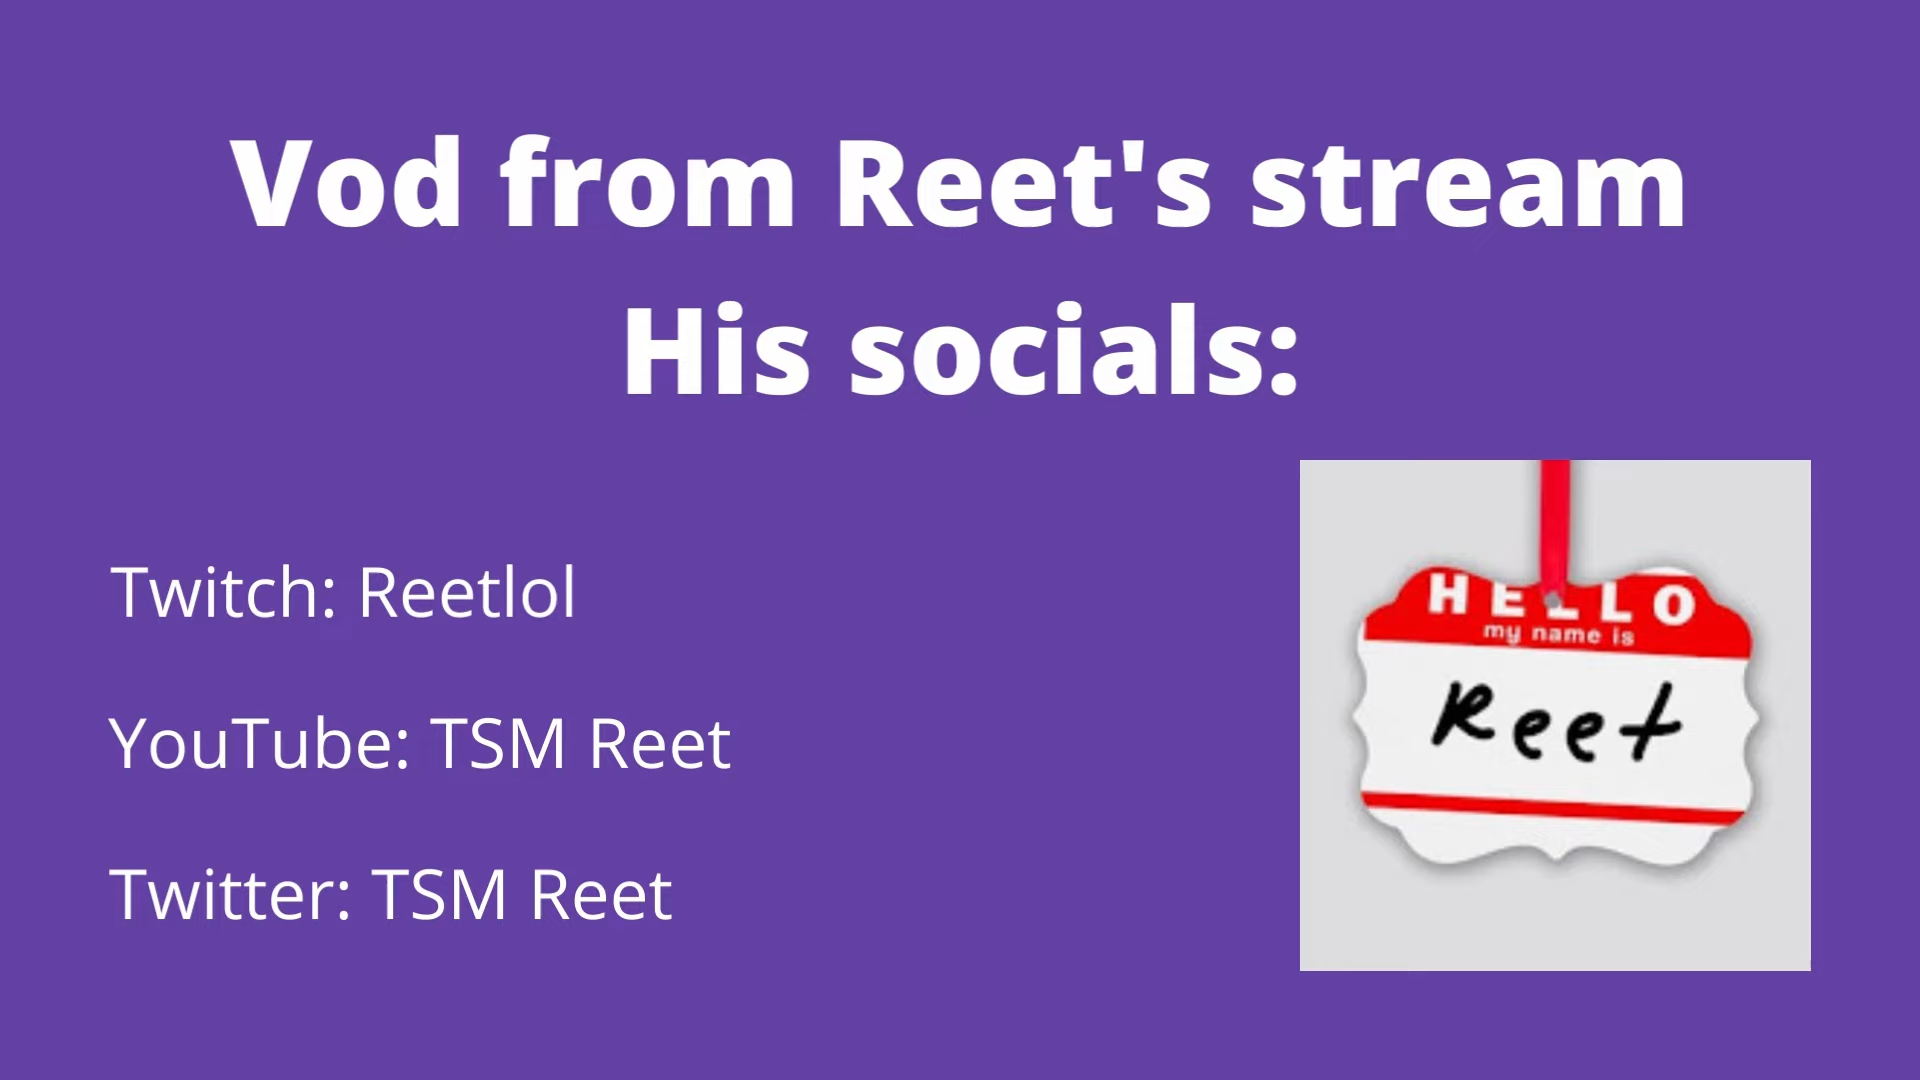 Vod from Reet's stream
His socials:
Twitch: Reetlol
YouTube: TSM Reet
Twitter: TSM Reet
HELLO
my name is
Reet